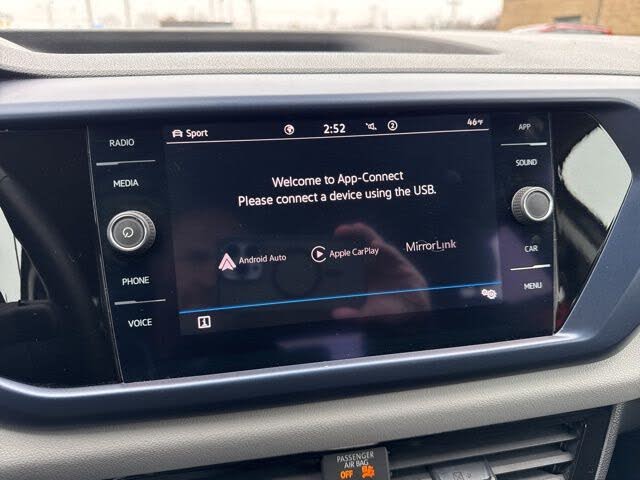 Sport 2:52 2 46°F
RADIO
MEDIA
PHONE
VOICE
Welcome to App-Connect
Please connect a device using the USB.
Android Auto Apple CarPlay MirrorLink
APP
SOUND
CAR
MENU
PASSENGER
AIR BAG
OFF